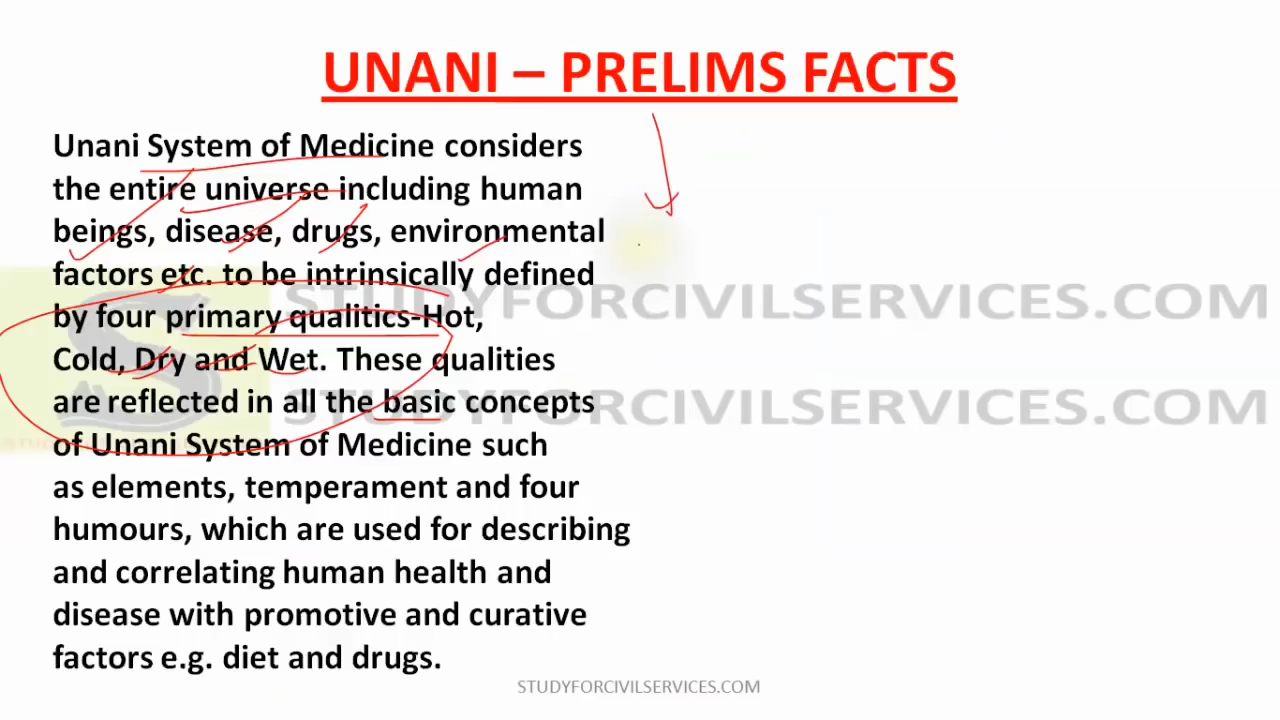 UNANI – PRELIMS FACTS
Unani System of Medicine considers
the entire universe including human
beings, disease, drugs, environmental
factors etc. to be intrinsically defined
by four primary qualitics-Hot,
Cold, Dry and Wet. These qualities
are reflected in all the basic concepts
of Unani System of Medicine such
as elements, temperament and four
humours, which are used for describing
and correlating human health and
disease with promotive and curative
factors e.g. diet and drugs.
STUDYFORCIVILSERVICES.COM
STUDYFORCIVILSERVICES.COM
STUDYFORCIVILSERVICES.COM